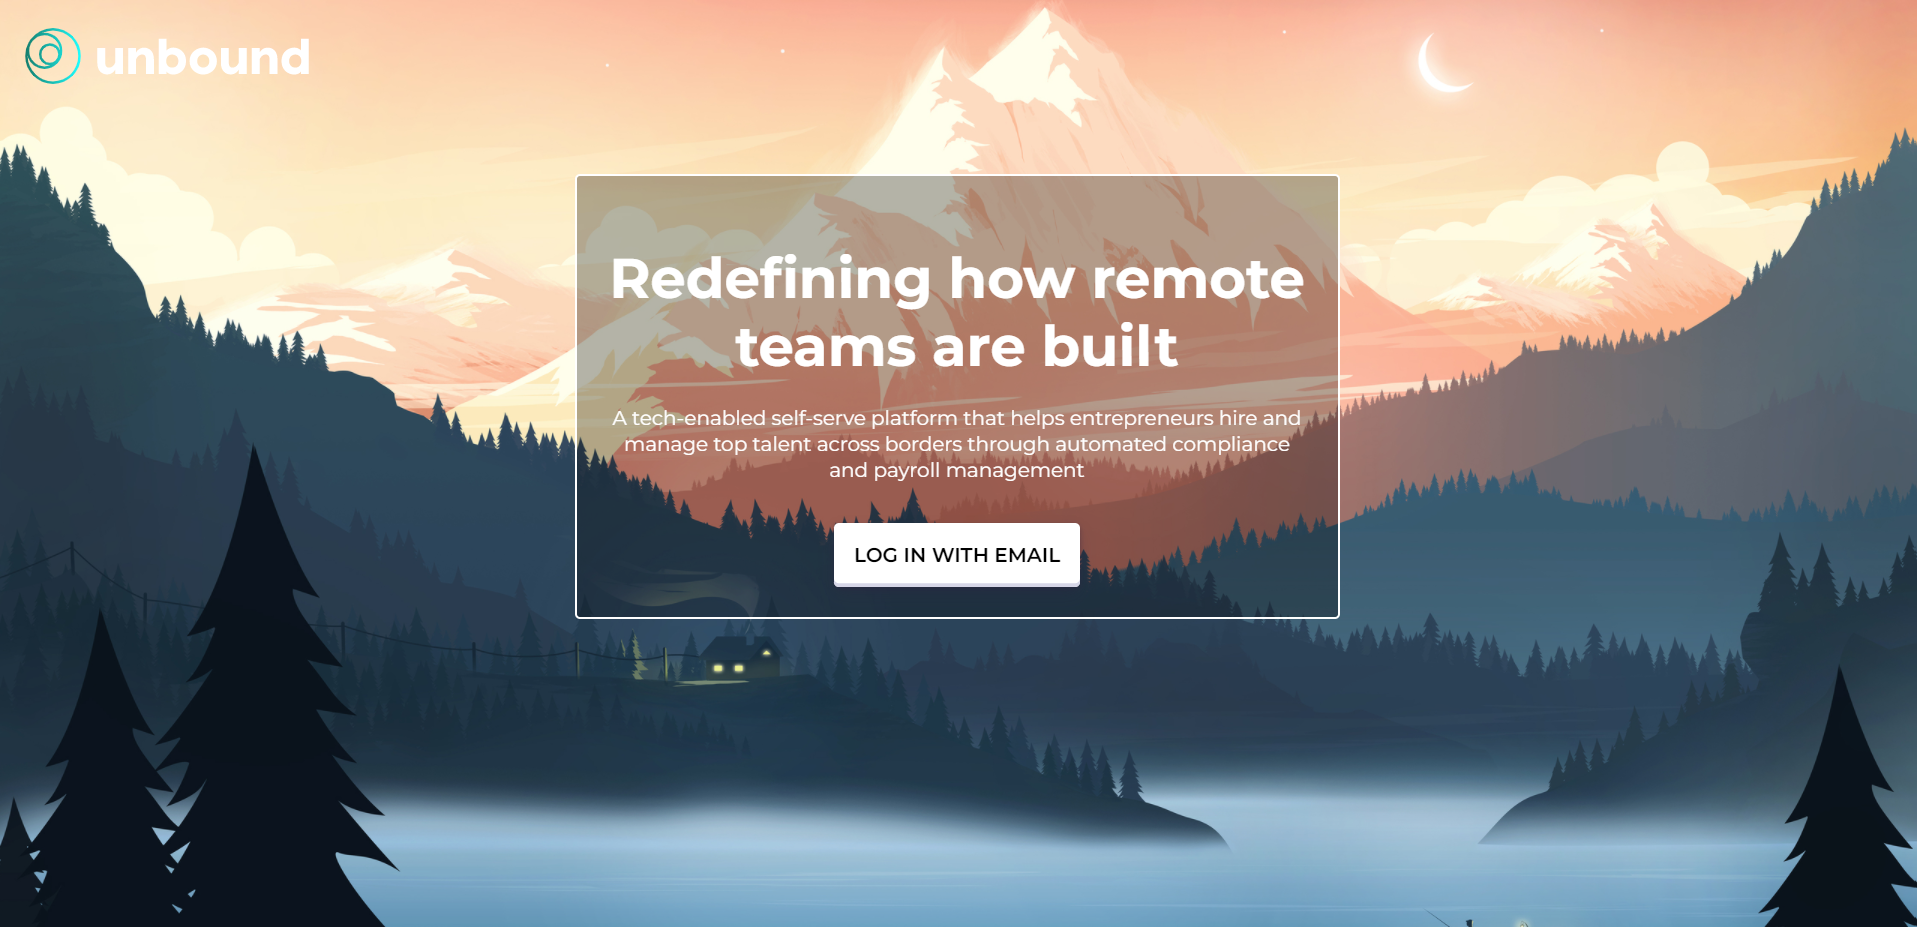 unbound
Redefining how remote
teams are built
A tech-enabled self-serve platform that helps entrepreneurs hire and
manage top talent across borders through automated compliance
and payroll management
LOG IN WITH EMAIL